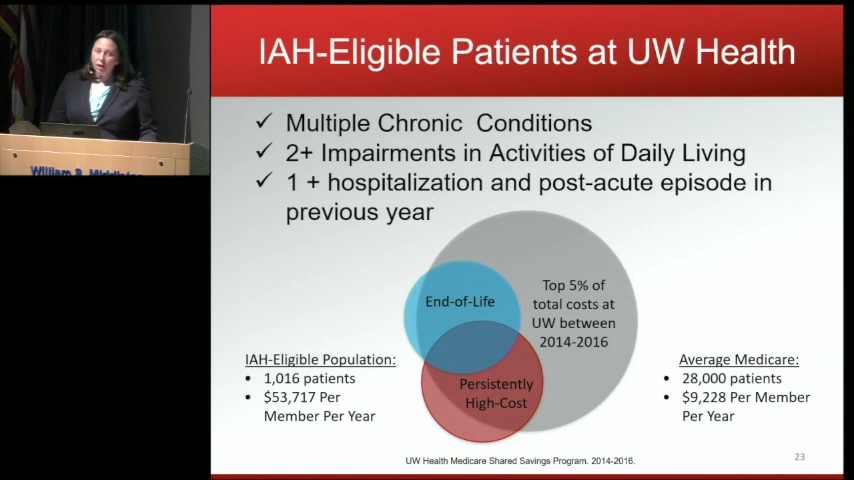 IAH-Eligible Patients at UW Health
✓ Multiple Chronic  Conditions
✓ 2+ Impairments in Activities of Daily Living
✓ 1 + hospitalization and post-acute episode in
previous year
End-of-Life
Top 5% of
total costs at
UW between
2014-2016
Persistently
High-Cost
IAH-Eligible Population:
• 1,016 patients
• $53,717 Per
Member Per Year
Average Medicare:
• 28,000 patients
• $9,228 Per Member
Per Year
UW Health Medicare Shared Savings Program. 2014-2016.
23
William S. Middleton